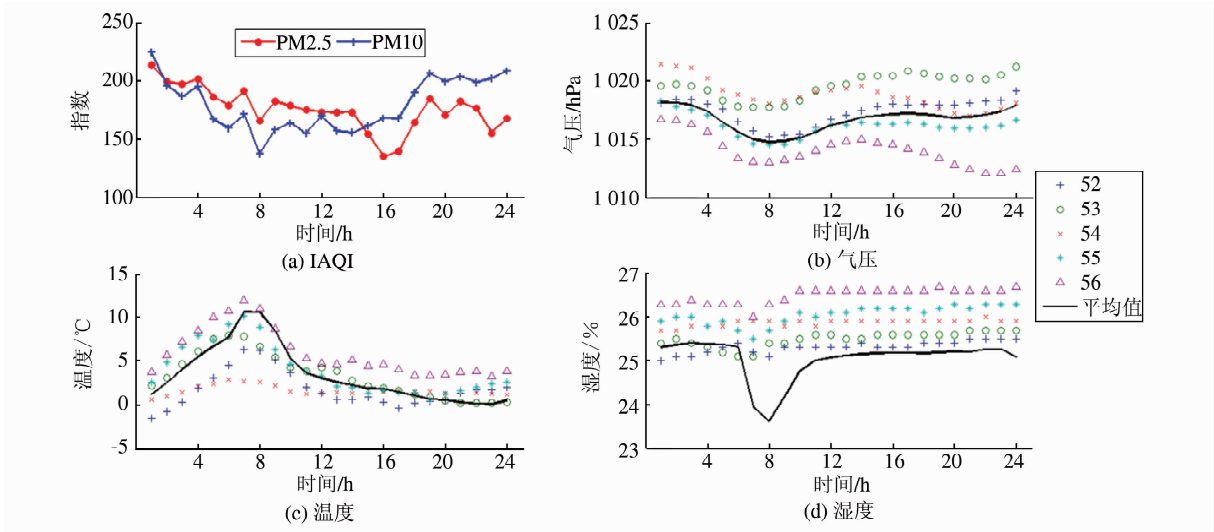 250
200
150
100
指数
PM2.5
PM10
4 8 12 16 20 24
时间/h
(a) IAQI
1 025
1 020
1 015
1 010
气压/hPa
4 8 12 16 20 24
时间/h
(b) 气压
52
53
54
55
56
平均值
15
10
5
0
-5
温度/℃
4 8 12 16 20 24
时间/h
(c) 温度
27
26
25
24
23
湿度/%
4 8 12 16 20 24
时间/h
(d) 湿度